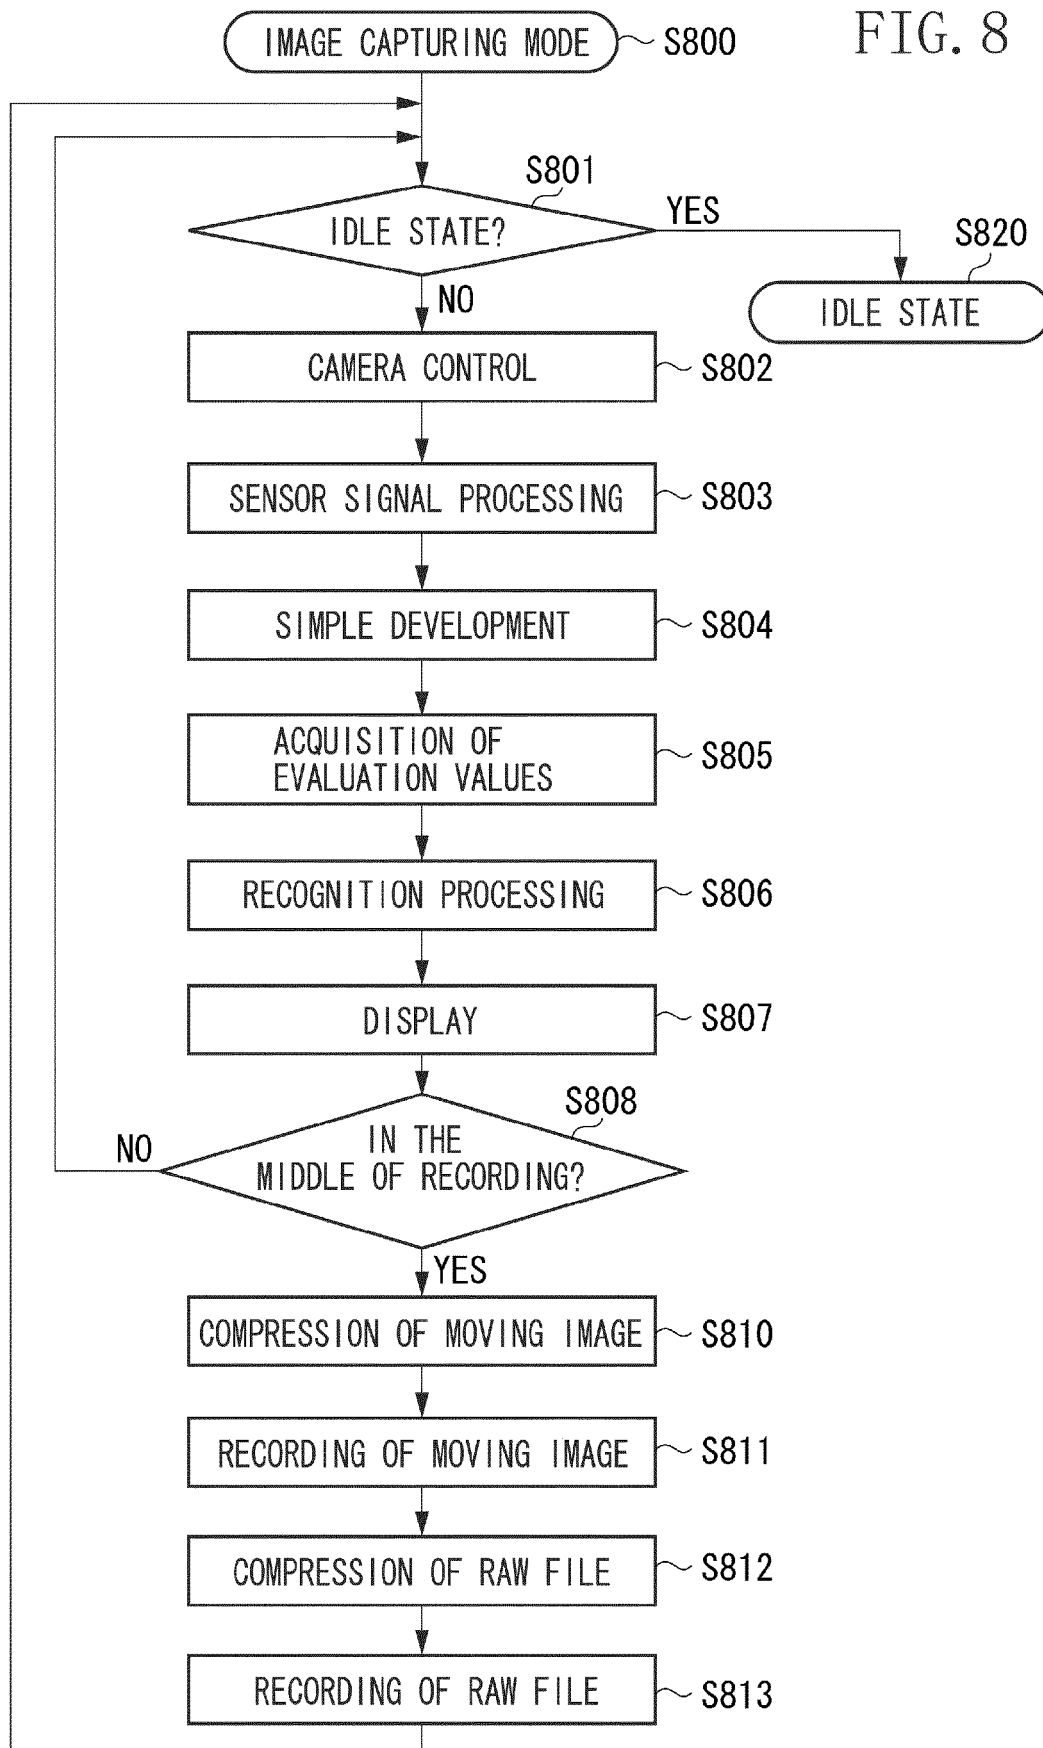 FIG. 8
IMAGE CAPTURING MODE
S800
S801
IDLE STATE?
YES
S820
IDLE STATE
NO
CAMERA CONTROL
S802
SENSOR SIGNAL PROCESSING
S803
SIMPLE DEVELOPMENT
S804
ACQUISITION OF
EVALUATION VALUES
S805
RECOGNITION PROCESSING
S806
DISPLAY
S807
S808
IN THE
MIDDLE OF RECORDING?
NO
YES
COMPRESSION OF MOVING IMAGE
S810
RECORDING OF MOVING IMAGE
S811
COMPRESSION OF RAW FILE
S812
RECORDING OF RAW FILE
S813